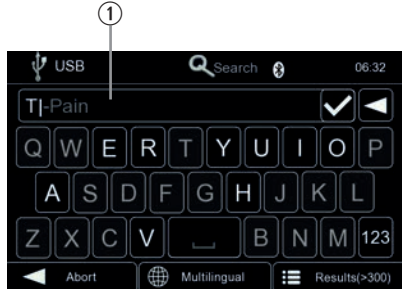 1
USB Search 06:32
T|-Pain
Q W E R T Y U I O P
A S D F G H J K L
Z X C V B N M 123
Abort Multilingual Results(>300)